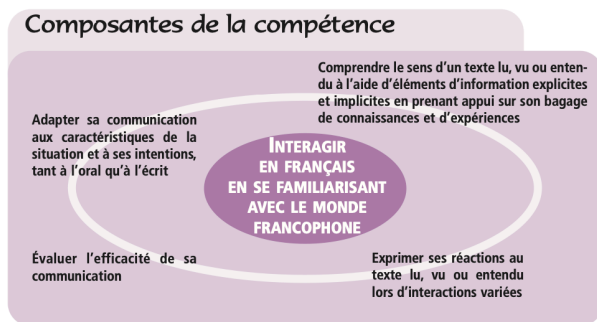 Composantes de la compétence
Comprendre le sens d'un texte lu, vu ou enten-
du à l'aide d'éléments d'information explicites
et implicites en prenant appui sur son bagage
de connaissances et d'expériences
Adapter sa communication
aux caractéristiques de la
situation et à ses intentions,
tant à l'oral qu'à l'écrit
INTERAGIR
EN FRANÇAIS
EN SE FAMILIARISANT
AVEC LE MONDE
FRANCOPHONE
Évaluer l'efficacité de sa
communication
Exprimer ses réactions au
texte lu, vu ou entendu
lors d'interactions variées